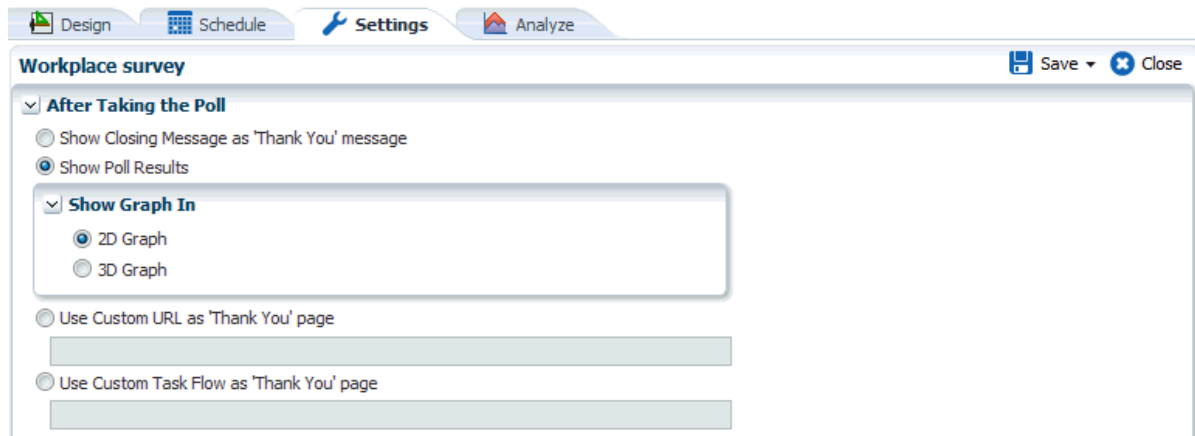 Design Schedule Settings Analyze
Workplace survey Save Close
After Taking the Poll
Show Closing Message as 'Thank You' message
Show Poll Results
Show Graph In
2D Graph
3D Graph
Use Custom URL as 'Thank You' page
Use Custom Task Flow as 'Thank You' page